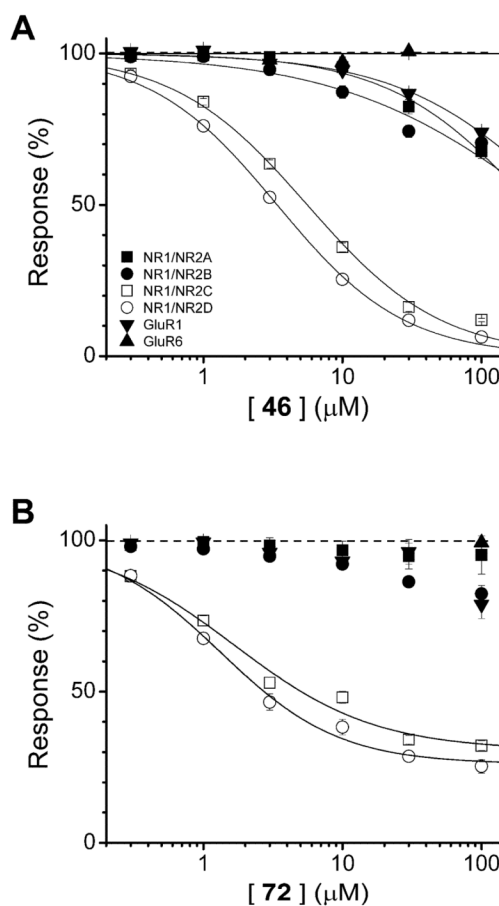 A
100
50
0
Response (%)
NR1/NR2A
NR1/NR2B
NR1/NR2C
NR1/NR2D
GluR1
GluR6
1 10 100
[ 46 ] (μM)
B
100
50
0
Response (%)
1 10 100
[ 72 ] (μM)